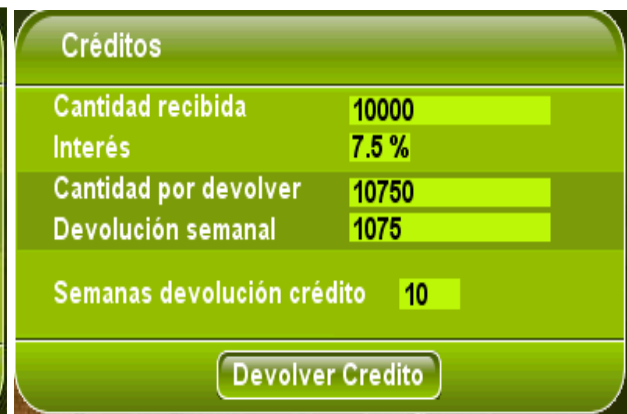 Créditos
Cantidad recibida 10000
Interés 7.5 %
Cantidad por devolver 10750
Devolución semanal 1075
Semanas devolución crédito 10
Devolver Credito